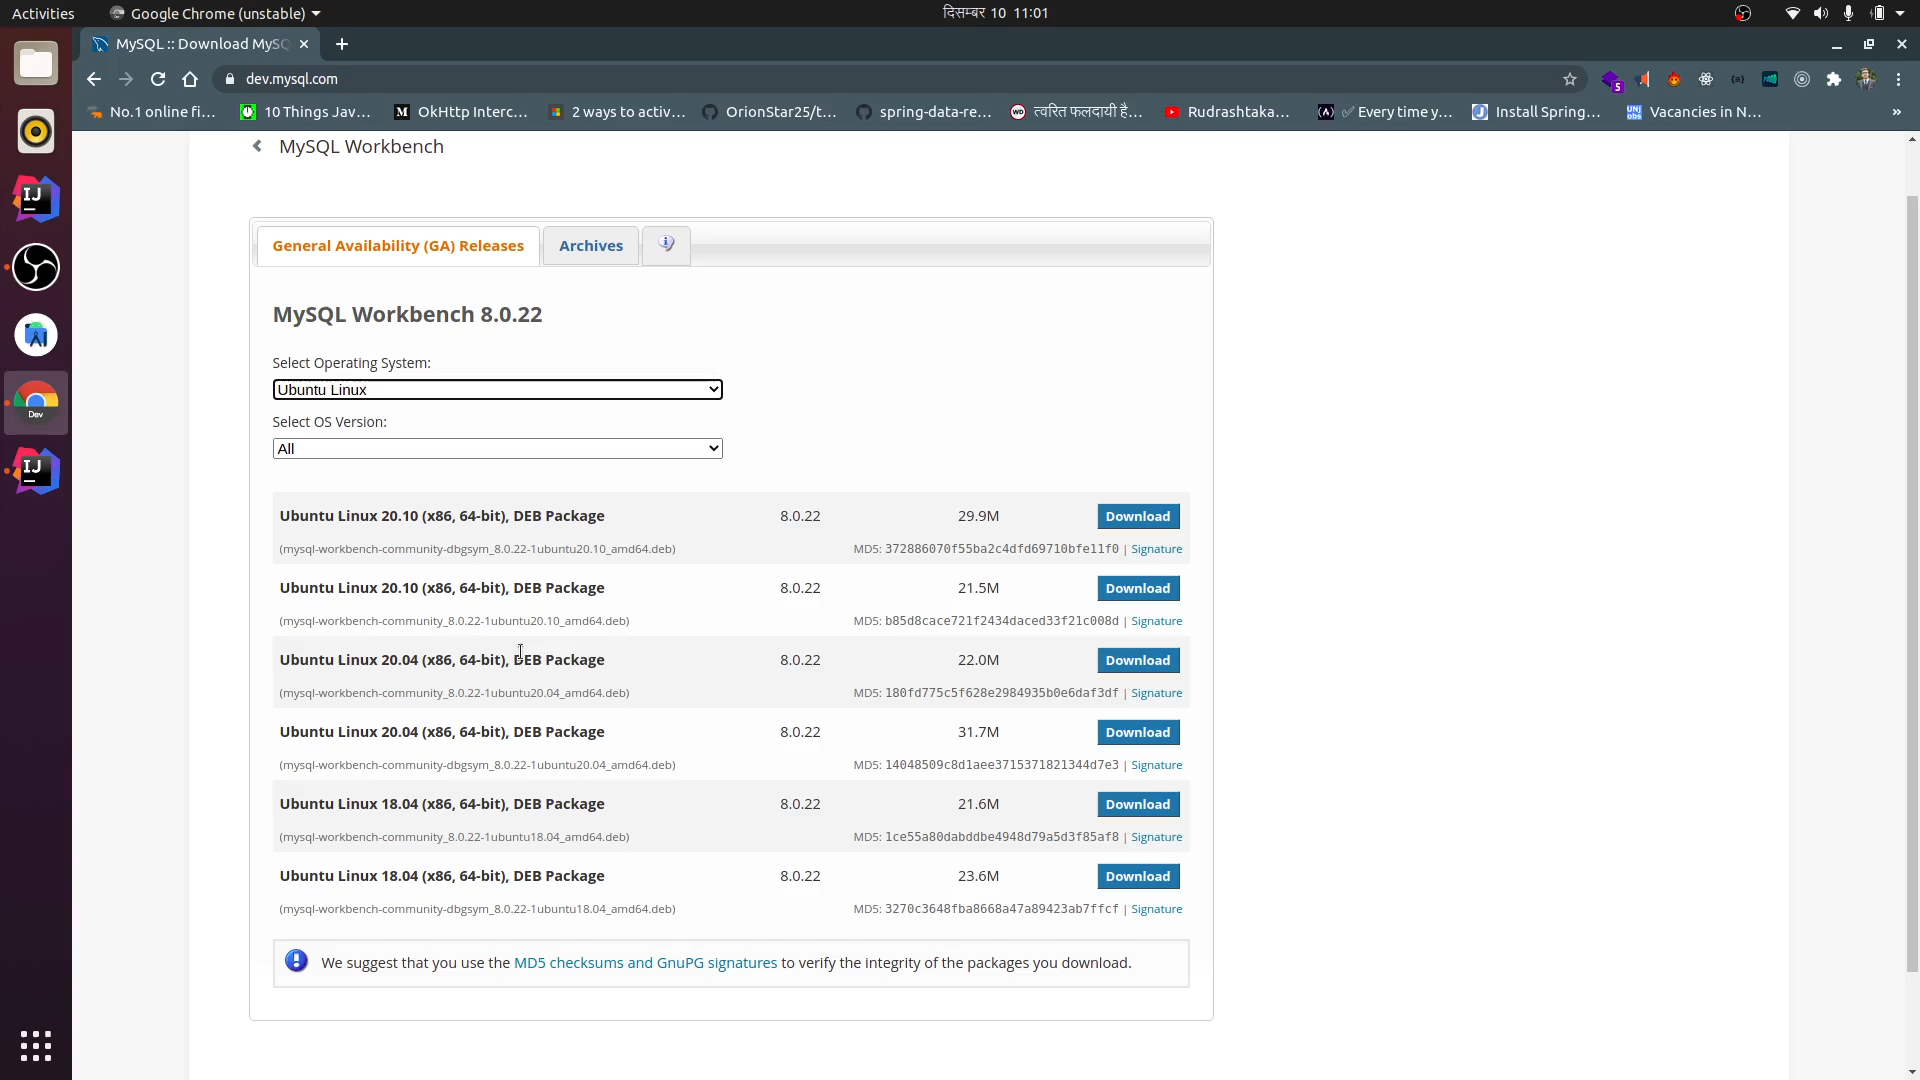 Activities
Google Chrome (unstable)
दिसम्बर 10 11:01
MySQL :: Download MySQ
dev.mysql.com
5
No.1 online fi...
10 Things Jav...
OkHttp Interc...
2 ways to activ...
OrionStar25/t...
spring-data-re...
त्वरित फलदायी है...
Rudrashtaka...
✅ Every time y...
Install Spring...
Vacancies in N...
»
MySQL Workbench
General Availability (GA) Releases
Archives
MySQL Workbench 8.0.22
Select Operating System:
Ubuntu Linux
Select OS Version:
All
Ubuntu Linux 20.10 (x86, 64-bit), DEB Package 8.0.22 29.9M Download
(mysql-workbench-community-dbgsym_8.0.22-1ubuntu20.10_amd64.deb) MD5: 372886070f55ba2c4dfd69710bfe11f0 | Signature
Ubuntu Linux 20.10 (x86, 64-bit), DEB Package 8.0.22 21.5M Download
(mysql-workbench-community_8.0.22-1ubuntu20.10_amd64.deb) MD5: b85d8cace721f2434daced33f21c008d | Signature
Ubuntu Linux 20.04 (x86, 64-bit), DEB Package 8.0.22 22.0M Download
(mysql-workbench-community_8.0.22-1ubuntu20.04_amd64.deb) MD5: 180fd775c5f628e2984935b0e6daf3df | Signature
Ubuntu Linux 20.04 (x86, 64-bit), DEB Package 8.0.22 31.7M Download
(mysql-workbench-community-dbgsym_8.0.22-1ubuntu20.04_amd64.deb) MD5: 14048509c8d1aee3715371821344d7e3 | Signature
Ubuntu Linux 18.04 (x86, 64-bit), DEB Package 8.0.22 21.6M Download
(mysql-workbench-community_8.0.22-1ubuntu18.04_amd64.deb) MD5: 1ce55a80dabddbe4948d79a5d3f85af8 | Signature
Ubuntu Linux 18.04 (x86, 64-bit), DEB Package 8.0.22 23.6M Download
(mysql-workbench-community-dbgsym_8.0.22-1ubuntu18.04_amd64.deb) MD5: 3270c3648fba8668a47a89423ab7ffcf | Signature
We suggest that you use the MD5 checksums and GnuPG signatures to verify the integrity of the packages you download.
IJ
Dev
IJ